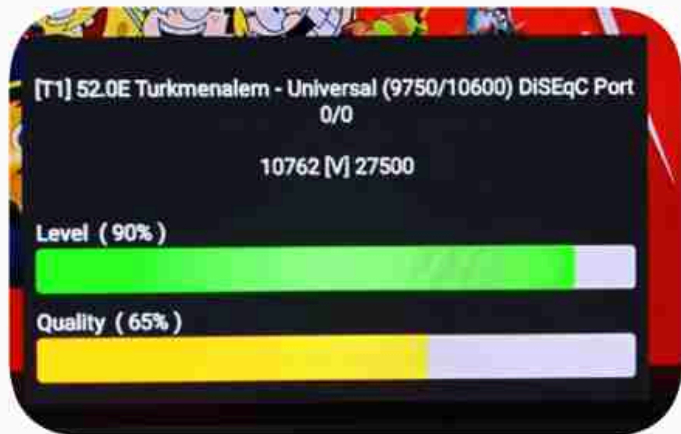 [T1] 52.0E Turkmenalem - Universal (9750/10600) DiSEqC Port
0/0
10762 [V] 27500
Level ( 90% )
Quality ( 65% )